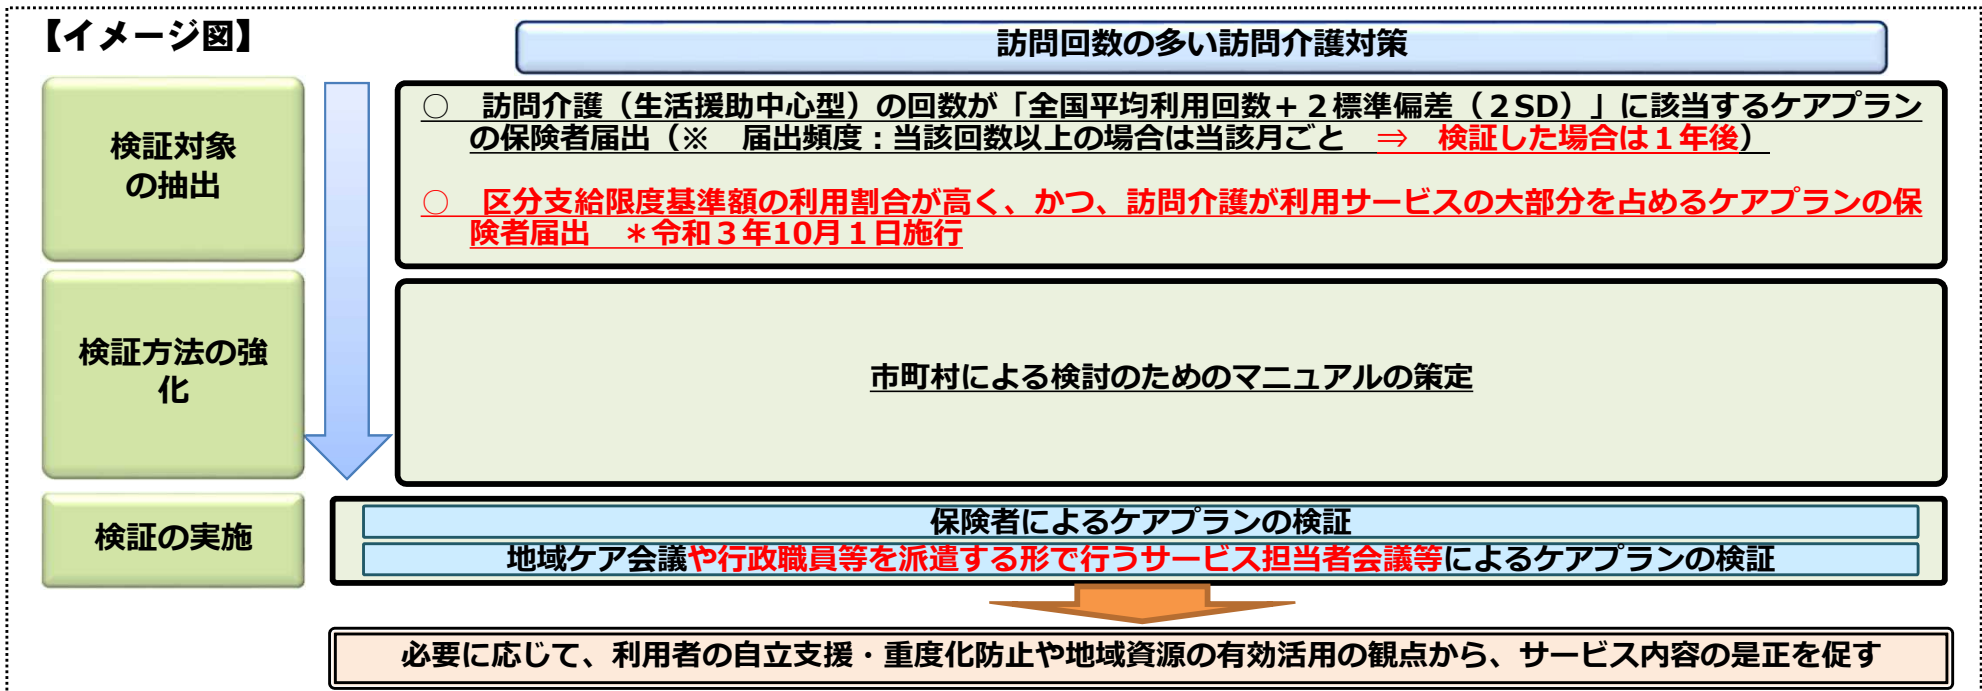 【イメージ図】
訪問回数の多い訪問介護対策
検証対象
の抽出
○ 訪問介護（生活援助中心型）の回数が「全国平均利用回数＋２標準偏差（２SD）」に該当するケアプラン
の保険者届出（※ 届出頻度：当該回数以上の場合は当該月ごと ⇒ 検証した場合は１年後）
○ 区分支給限度基準額の利用割合が高く、かつ、訪問介護が利用サービスの大部分を占めるケアプランの保
険者届出 ＊令和３年10月１日施行
検証方法の強
化
市町村による検討のためのマニュアルの策定
検証の実施
保険者によるケアプランの検証
地域ケア会議や行政職員等を派遣する形で行うサービス担当者会議等によるケアプランの検証
必要に応じて、利用者の自立支援・重度化防止や地域資源の有効活用の観点から、サービス内容の是正を促す